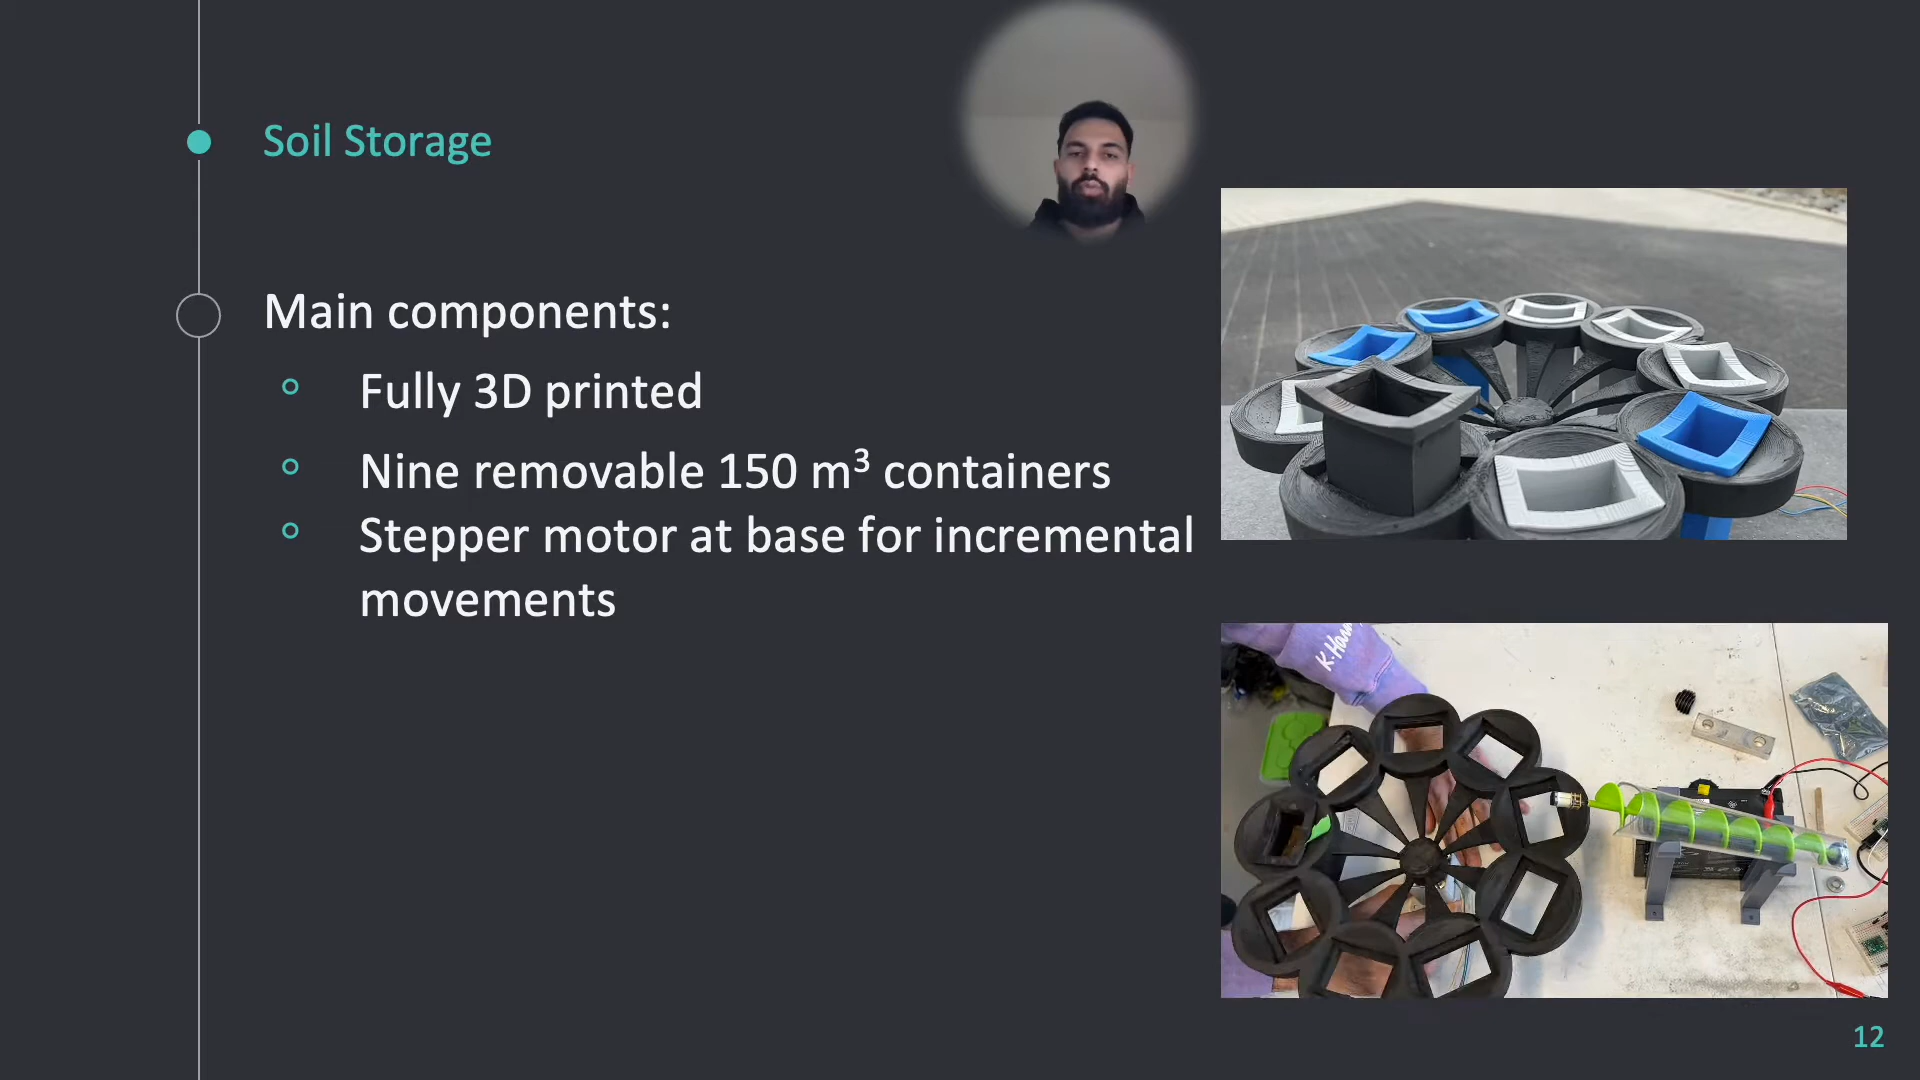 Soil Storage
Main components:
Fully 3D printed
Nine removable 150 m³ containers
Stepper motor at base for incremental
movements
12